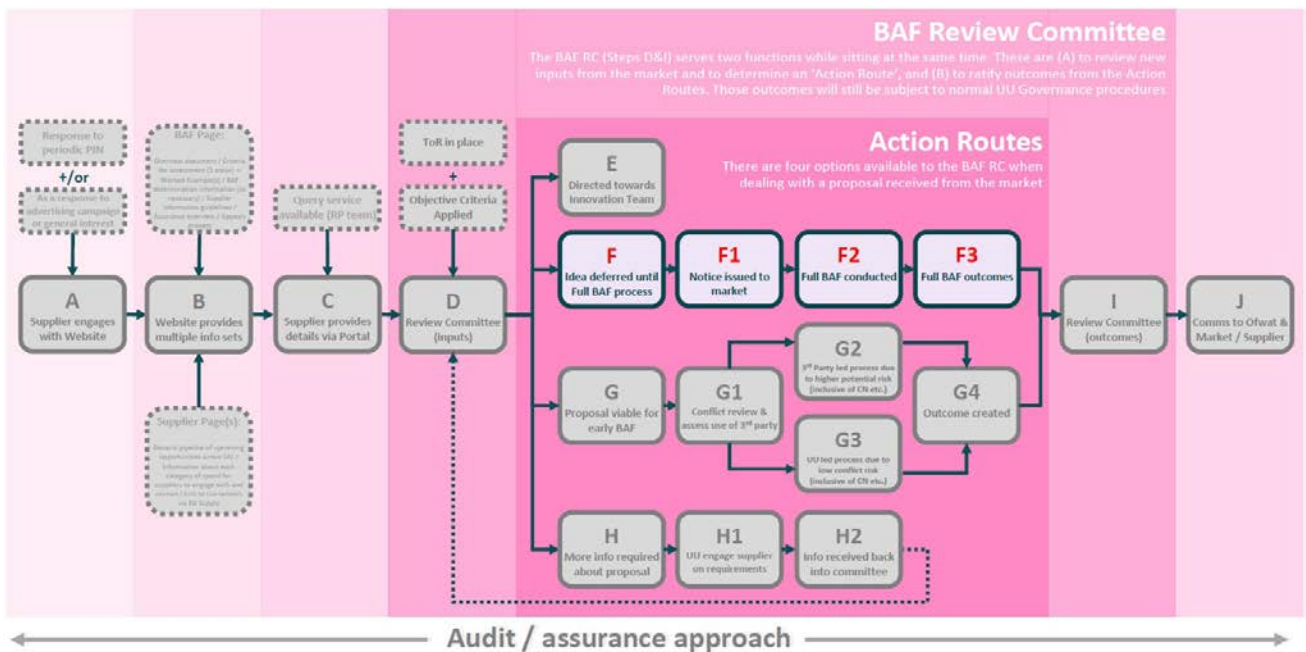 BAF Review Committee
The BAF RC (Steps D&I) serves two functions while sitting at the same time. These are (A) to review new
inputs from the market and to determine an 'Action Route', and (B) to ratify outcomes from the Action
Routes. Those outcomes will still be subject to normal UU Governance procedures
Action Routes
There are four options available to the BAF RC when
dealing with a proposal received from the market
Response to
periodic PIN
+/or
As a response to
advertising campaign
or general interest
BAF Page:
Supplier Page(s):
Query service
available (RP team)
ToR in place
+
Objective Criteria
Applied
A
Supplier engages
with Website
B
Website provides
multiple info sets
C
Supplier provides
details via Portal
D
Review Committee
(inputs)
E
Directed towards
Innovation Team
F
Idea deferred until
Full BAF process
F1
Notice issued to
market
F2
Full BAF conducted
F3
Full BAF outcomes
G
Proposal viable for
early BAF
G1
Conflict review &
assess use of 3rd party
G2
3rd Party led process due
to higher potential risk
(inclusive of CN etc.)
G3
UU led process due to
low conflict risk
(inclusive of CN etc.)
G4
Outcome created
H
More info required
about proposal
H1
UU engage supplier
on requirements
H2
Info received back
into committee
I
Review Committee
(outcomes)
J
Comms to Ofwat &
Market / Supplier
Audit / assurance approach